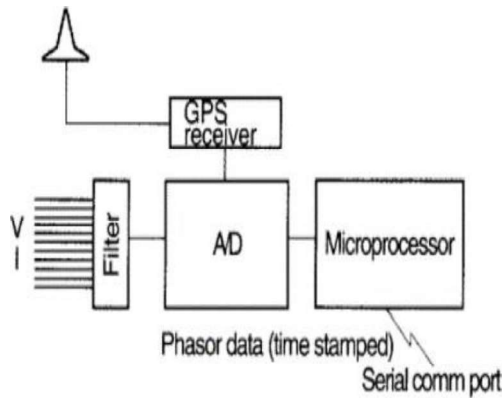 GPS
receiver
V
I
Filter
A/D
Microprocessor
Phasor data (time stamped)
Serial comm port